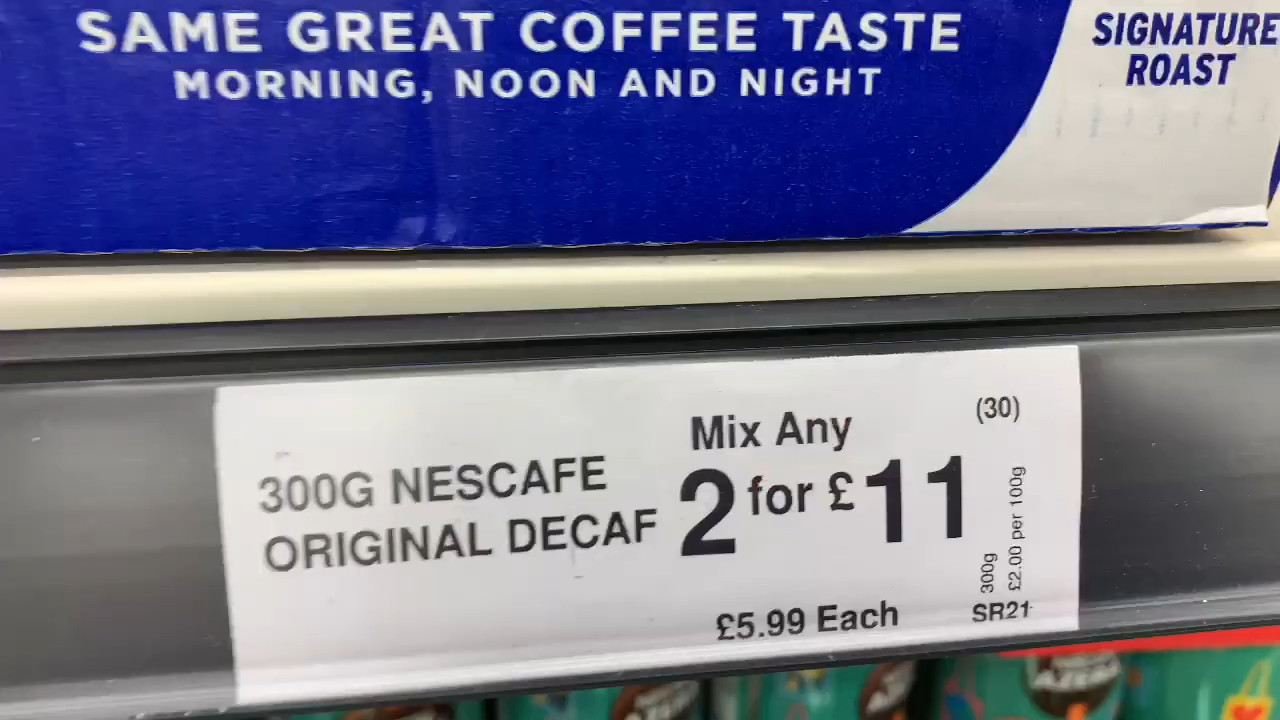 SAME GREAT COFFEE TASTE
MORNING, NOON AND NIGHT
SIGNATURE
ROAST
300G NESCAFE
ORIGINAL DECAF
Mix Any
2 for £11
£5.99 Each
(30)
300g
£2.00 per 100g
SR21